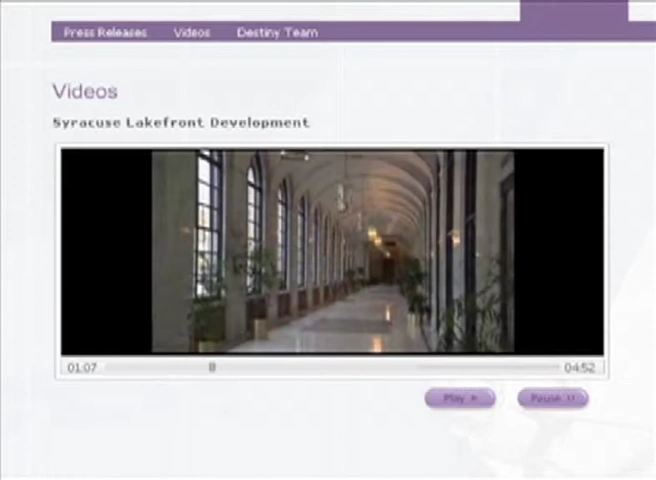 Press Releases Videos Destiny Team
Videos
Syracuse Lakefront Development
01:07 04:52
Play Pause